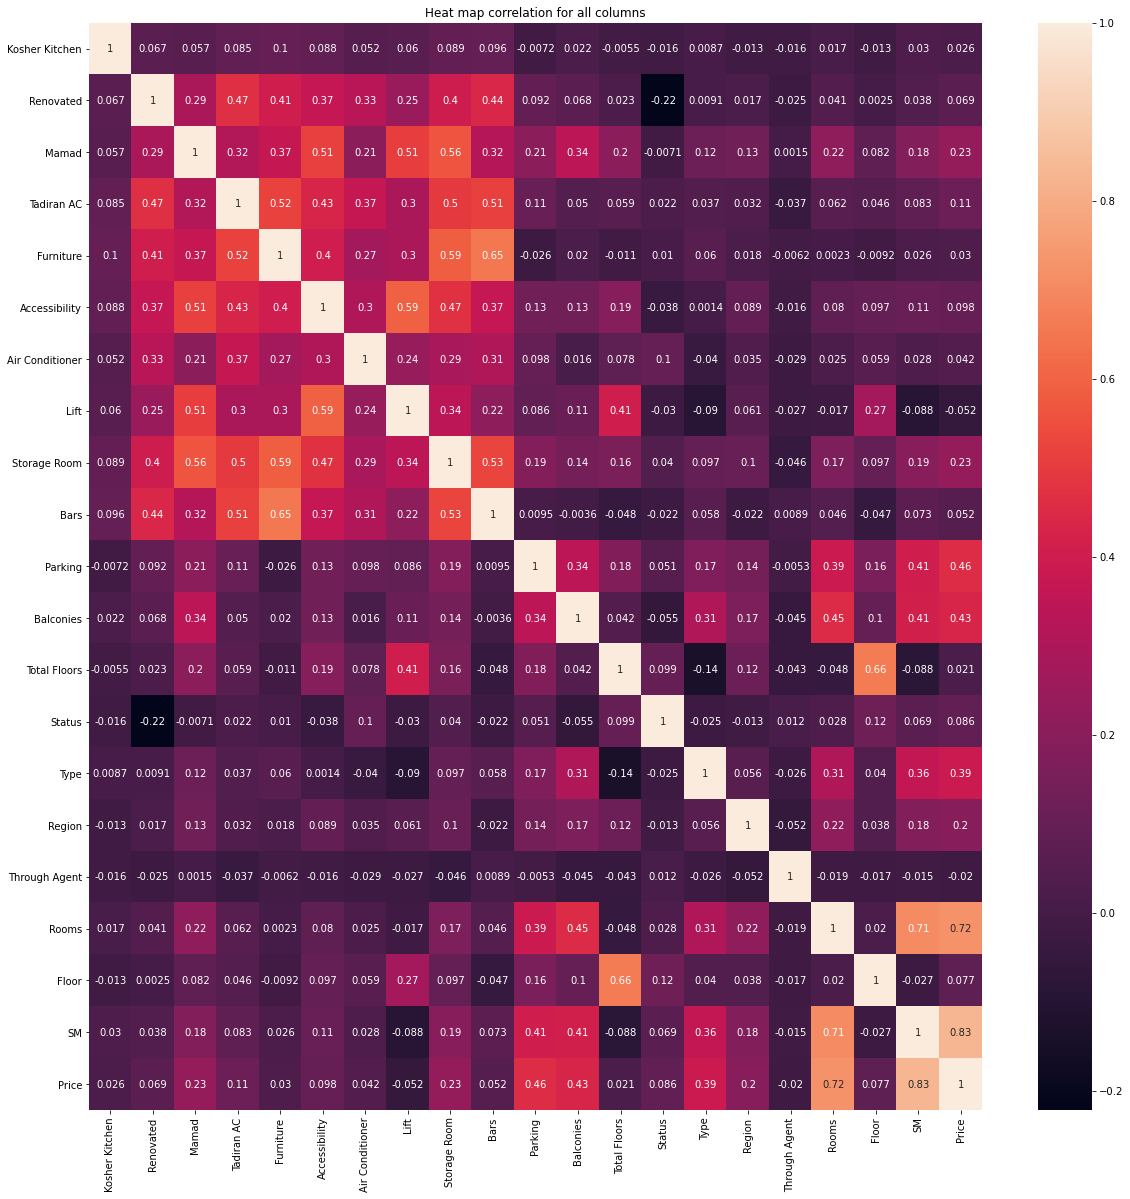 Heat map correlation for all columns
Kosher Kitchen 1 0.067 0.057 0.085 0.1 0.088 0.052 0.06 0.089 0.096 -0.0072 0.022 -0.0055 -0.016 0.0087 -0.013 -0.016 0.017 -0.013 0.03 0.026
Renovated 0.067 1 0.29 0.47 0.41 0.37 0.33 0.25 0.4 0.44 0.092 0.068 0.023 -0.22 0.0091 0.017 -0.025 0.041 0.0025 0.038 0.069
Mamad 0.057 0.29 1 0.32 0.37 0.51 0.21 0.51 0.56 0.32 0.21 0.34 0.2 -0.0071 0.12 0.13 0.0015 0.22 0.082 0.18 0.23
Tadiran AC 0.085 0.47 0.32 1 0.52 0.43 0.37 0.3 0.5 0.51 0.11 0.05 0.059 0.022 0.037 0.032 -0.037 0.062 0.046 0.083 0.11
Furniture 0.1 0.41 0.37 0.52 1 0.4 0.27 0.3 0.59 0.65 -0.026 0.02 -0.011 0.01 0.06 0.018 -0.0062 0.0023 -0.0092 0.026 0.03
Accessibility 0.088 0.37 0.51 0.43 0.4 1 0.3 0.59 0.47 0.37 0.13 0.13 0.19 -0.038 0.0014 0.089 -0.016 0.08 0.097 0.11 0.098
Air Conditioner 0.052 0.33 0.21 0.37 0.27 0.3 1 0.24 0.29 0.31 0.098 0.016 0.078 0.1 -0.04 0.035 -0.029 0.025 0.059 0.028 0.042
Lift 0.06 0.25 0.51 0.3 0.3 0.59 0.24 1 0.34 0.22 0.086 0.11 0.41 -0.03 -0.09 0.061 -0.027 -0.017 0.27 -0.088 -0.052
Storage Room 0.089 0.4 0.56 0.5 0.59 0.47 0.29 0.34 1 0.53 0.19 0.14 0.16 0.04 0.097 0.1 -0.046 0.17 0.097 0.19 0.23
Bars 0.096 0.44 0.32 0.51 0.65 0.37 0.31 0.22 0.53 1 0.0095 -0.0036 -0.048 -0.022 0.058 -0.022 0.0089 0.046 -0.047 0.073 0.052
Parking -0.0072 0.092 0.21 0.11 -0.026 0.13 0.098 0.086 0.19 0.0095 1 0.34 0.18 0.051 0.17 0.14 -0.0053 0.39 0.16 0.41 0.46
Balconies 0.022 0.068 0.34 0.05 0.02 0.13 0.016 0.11 0.14 -0.0036 0.34 1 0.042 -0.055 0.31 0.17 -0.045 0.45 0.1 0.41 0.43
Total Floors -0.0055 0.023 0.2 0.059 -0.011 0.19 0.078 0.41 0.16 -0.048 0.18 0.042 1 0.099 -0.14 0.12 -0.043 -0.048 0.66 -0.088 0.021
Status -0.016 -0.22 -0.0071 0.022 0.01 -0.038 0.1 -0.03 0.04 -0.022 0.051 -0.055 0.099 1 -0.025 -0.013 0.012 0.028 0.12 0.069 0.086
Type 0.0087 0.0091 0.12 0.037 0.06 0.0014 -0.04 -0.09 0.097 0.058 0.17 0.31 -0.14 -0.025 1 0.056 -0.026 0.31 0.04 0.36 0.39
Region -0.013 0.017 0.13 0.032 0.018 0.089 0.035 0.061 0.1 -0.022 0.14 0.17 0.12 -0.013 0.056 1 -0.052 0.22 0.038 0.18 0.2
Through Agent -0.016 -0.025 0.0015 -0.037 -0.0062 -0.016 -0.029 -0.027 -0.046 0.0089 -0.0053 -0.045 -0.043 0.012 -0.026 -0.052 1 -0.019 -0.017 -0.015 -0.02
Rooms 0.017 0.041 0.22 0.062 0.0023 0.08 0.025 -0.017 0.17 0.046 0.39 0.45 -0.048 0.028 0.31 0.22 -0.019 1 0.02 0.71 0.72
Floor -0.013 0.0025 0.082 0.046 -0.0092 0.097 0.059 0.27 0.097 -0.047 0.16 0.1 0.66 0.12 0.04 0.038 -0.017 0.02 1 -0.027 0.077
SM 0.03 0.038 0.18 0.083 0.026 0.11 0.028 -0.088 0.19 0.073 0.41 0.41 -0.088 0.069 0.36 0.18 -0.015 0.71 -0.027 1 0.83
Price 0.026 0.069 0.23 0.11 0.03 0.098 0.042 -0.052 0.23 0.052 0.46 0.43 0.021 0.086 0.39 0.2 -0.02 0.72 0.077 0.83 1
Kosher Kitchen
Renovated
Mamad
Tadiran AC
Furniture
Accessibility
Air Conditioner
Lift
Storage Room
Bars
Parking
Balconies
Total Floors
Status
Type
Region
Through Agent
Rooms
Floor
SM
Price
1.0
0.8
0.6
0.4
0.2
0.0
−0.2